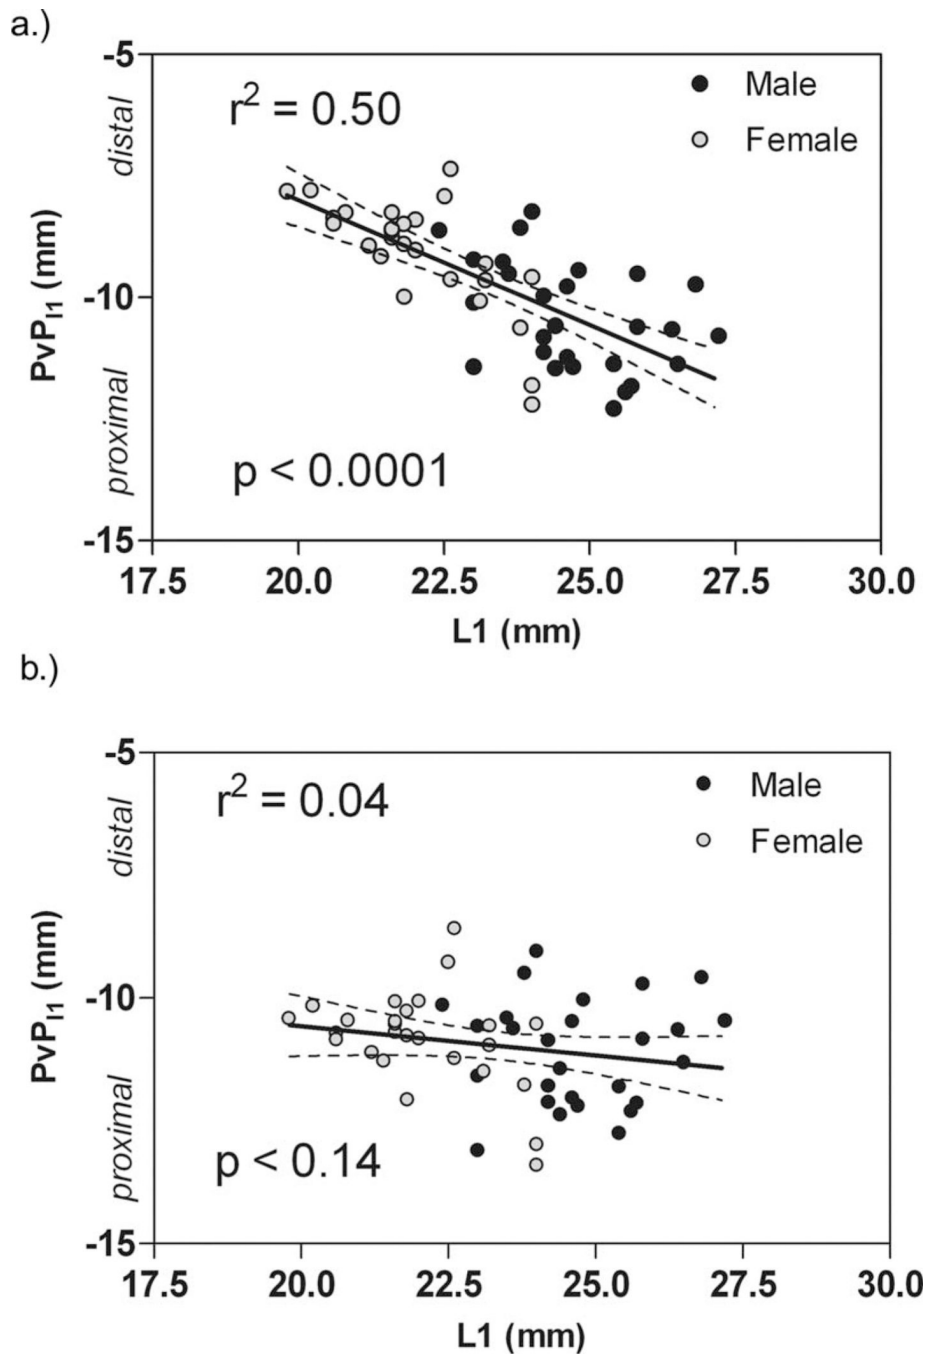 a.)
-5
distal
r² = 0.50
Male
Female
PvP_I1 (mm)
-10
proximal
p < 0.0001
-15
17.5 20.0 22.5 25.0 27.5 30.0
L1 (mm)
b.)
-5
distal
r² = 0.04
Male
Female
PvP_I1 (mm)
-10
proximal
p < 0.14
-15
17.5 20.0 22.5 25.0 27.5 30.0
L1 (mm)